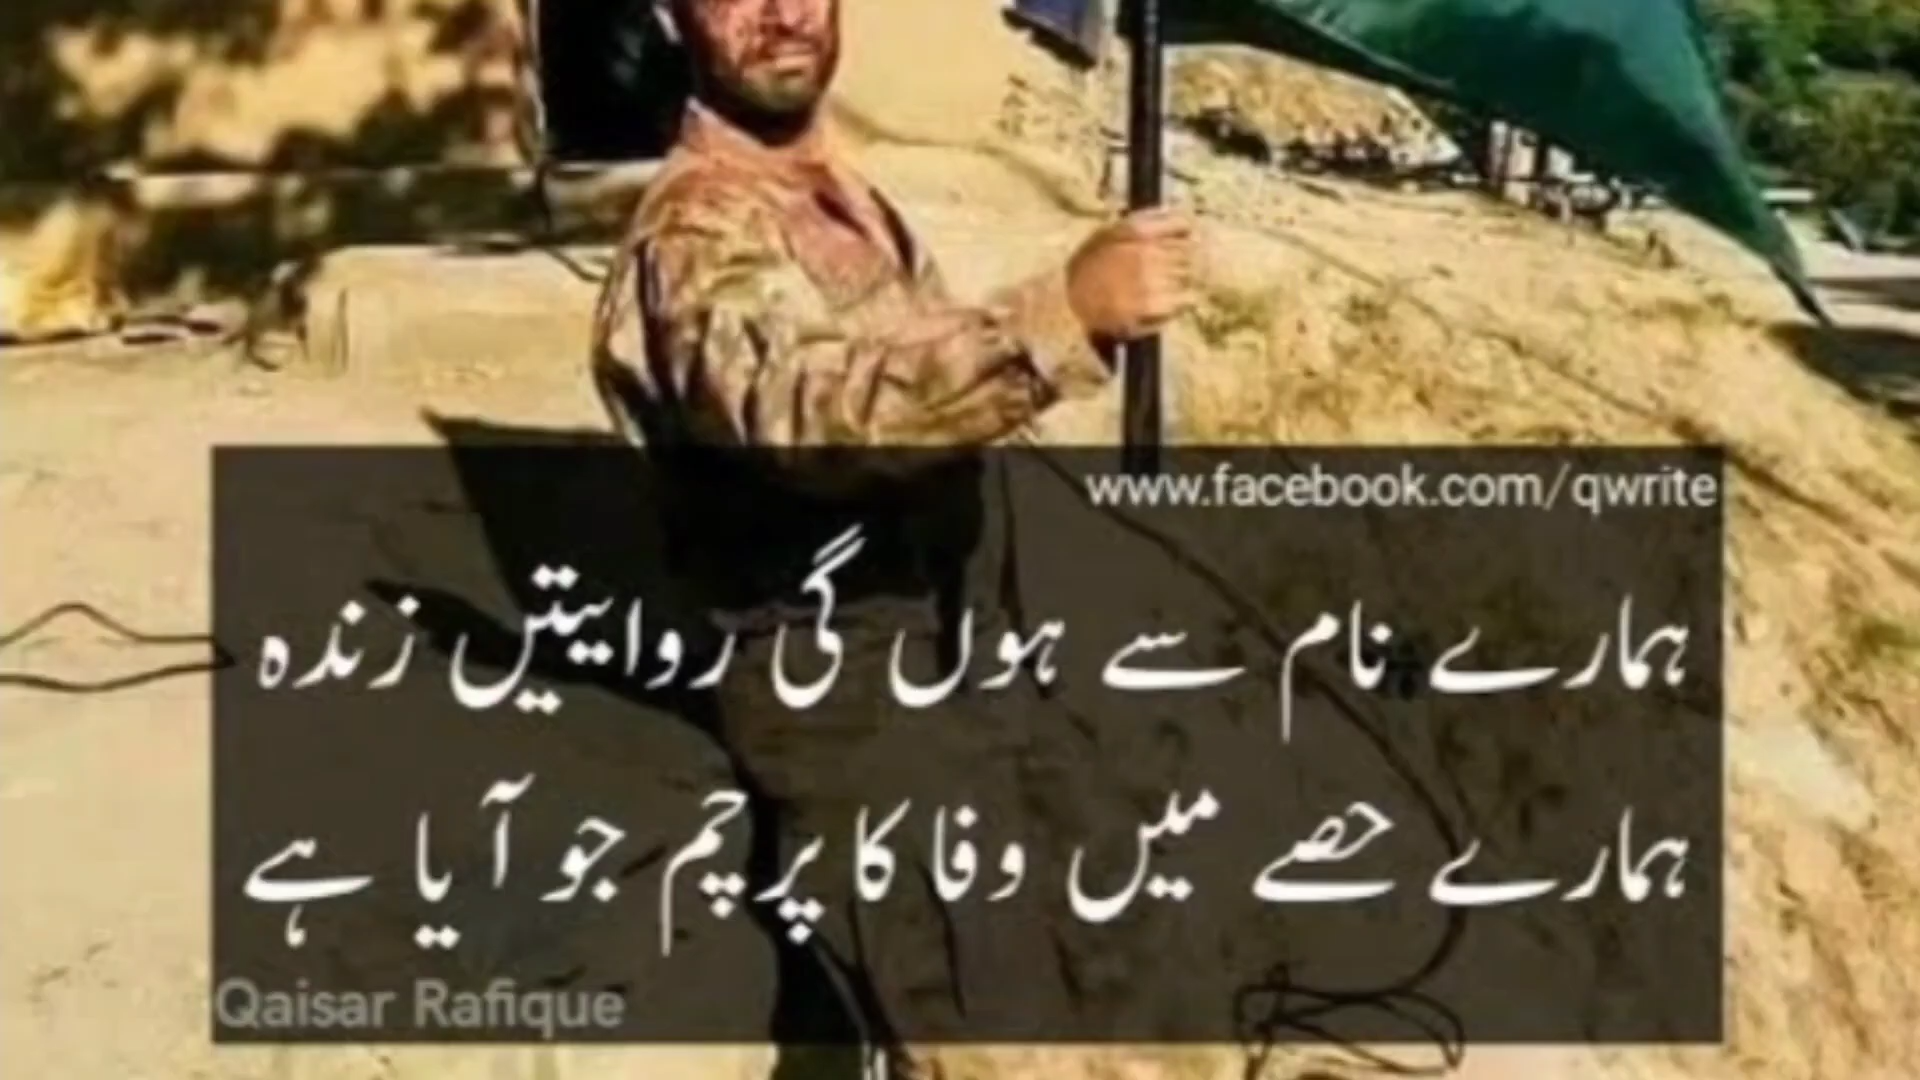 www.facebook.com/qwrite
ہمارے نام سے ہوں گی روایتیں زندہ
ہمارے حصے میں وفا کا پرچم جو آیا ہے
Qaisar Rafique